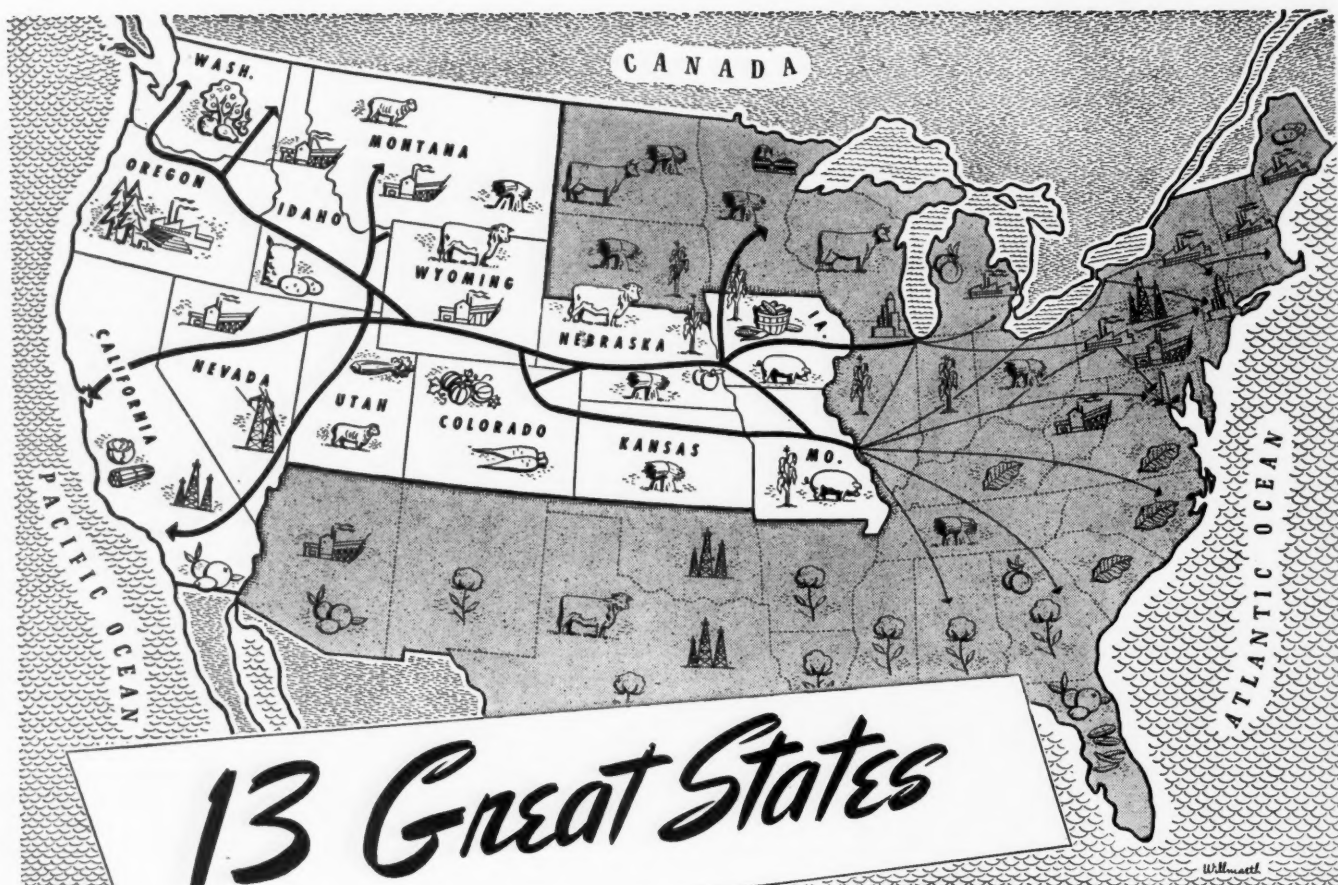 CANADA
WASH.
MONTANA
OREGON
IDAHO
WYOMING
IA.
NEBRASKA
CALIFORNIA
NEVADA
UTAH
COLORADO
KANSAS
MO.
PACIFIC OCEAN
ATLANTIC OCEAN
13 Great States
Willmarth